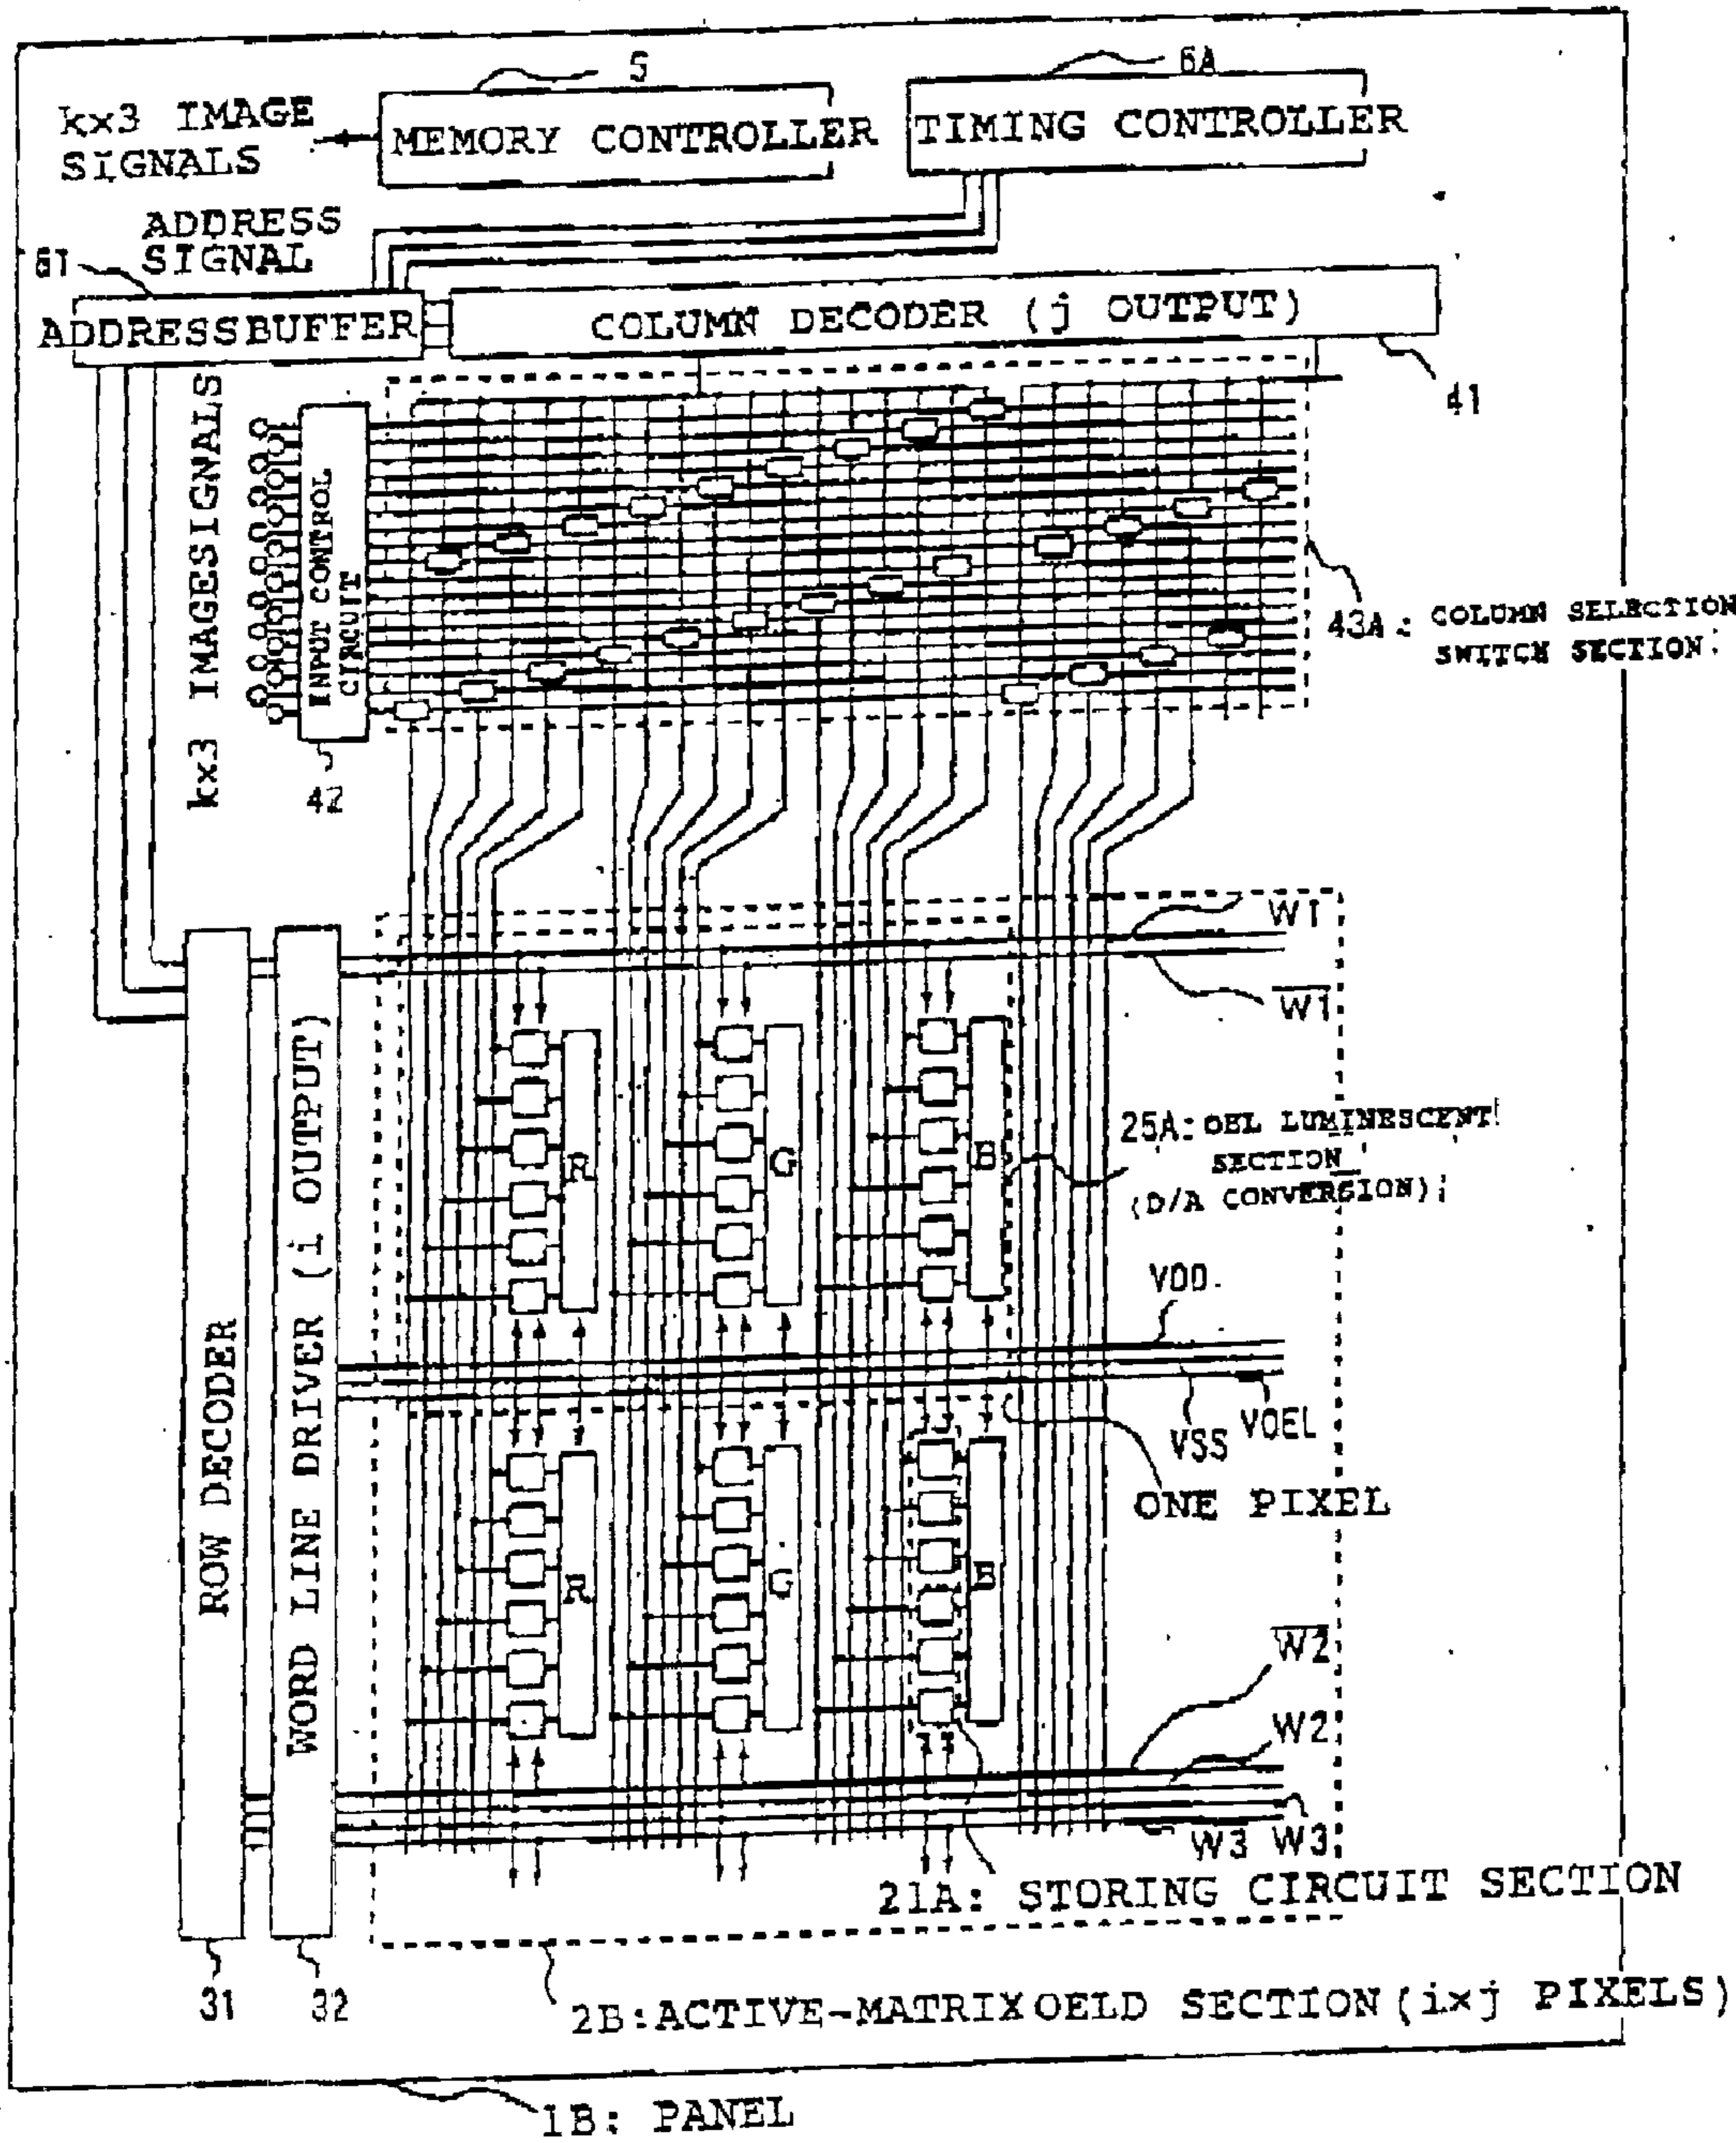 5
6A
kx3 IMAGE
SIGNALS
MEMORY CONTROLLER
TIMING CONTROLLER
ADDRESS
SIGNAL
61
ADDRESSBUFFER
COLUMN DECODER (j OUTPUT)
41
kx3 IMAGESIGNALS
INPUT CONTROL
CIRCUIT
42
43A: COLUMN SELECTION
SWITCH SECTION
W1
W1
R
G
B
25A: OEL LUMINESCENT
SECTION
(D/A CONVERSION)
VDD
VSS
VOEL
ONE PIXEL
ROW DECODER
WORD LINE DRIVER (i OUTPUT)
R
G
B
W2
W2
W3
W3
21A: STORING CIRCUIT SECTION
31
32
2B:ACTIVE-MATRIXOELD SECTION(ixj PIXELS)
1B: PANEL